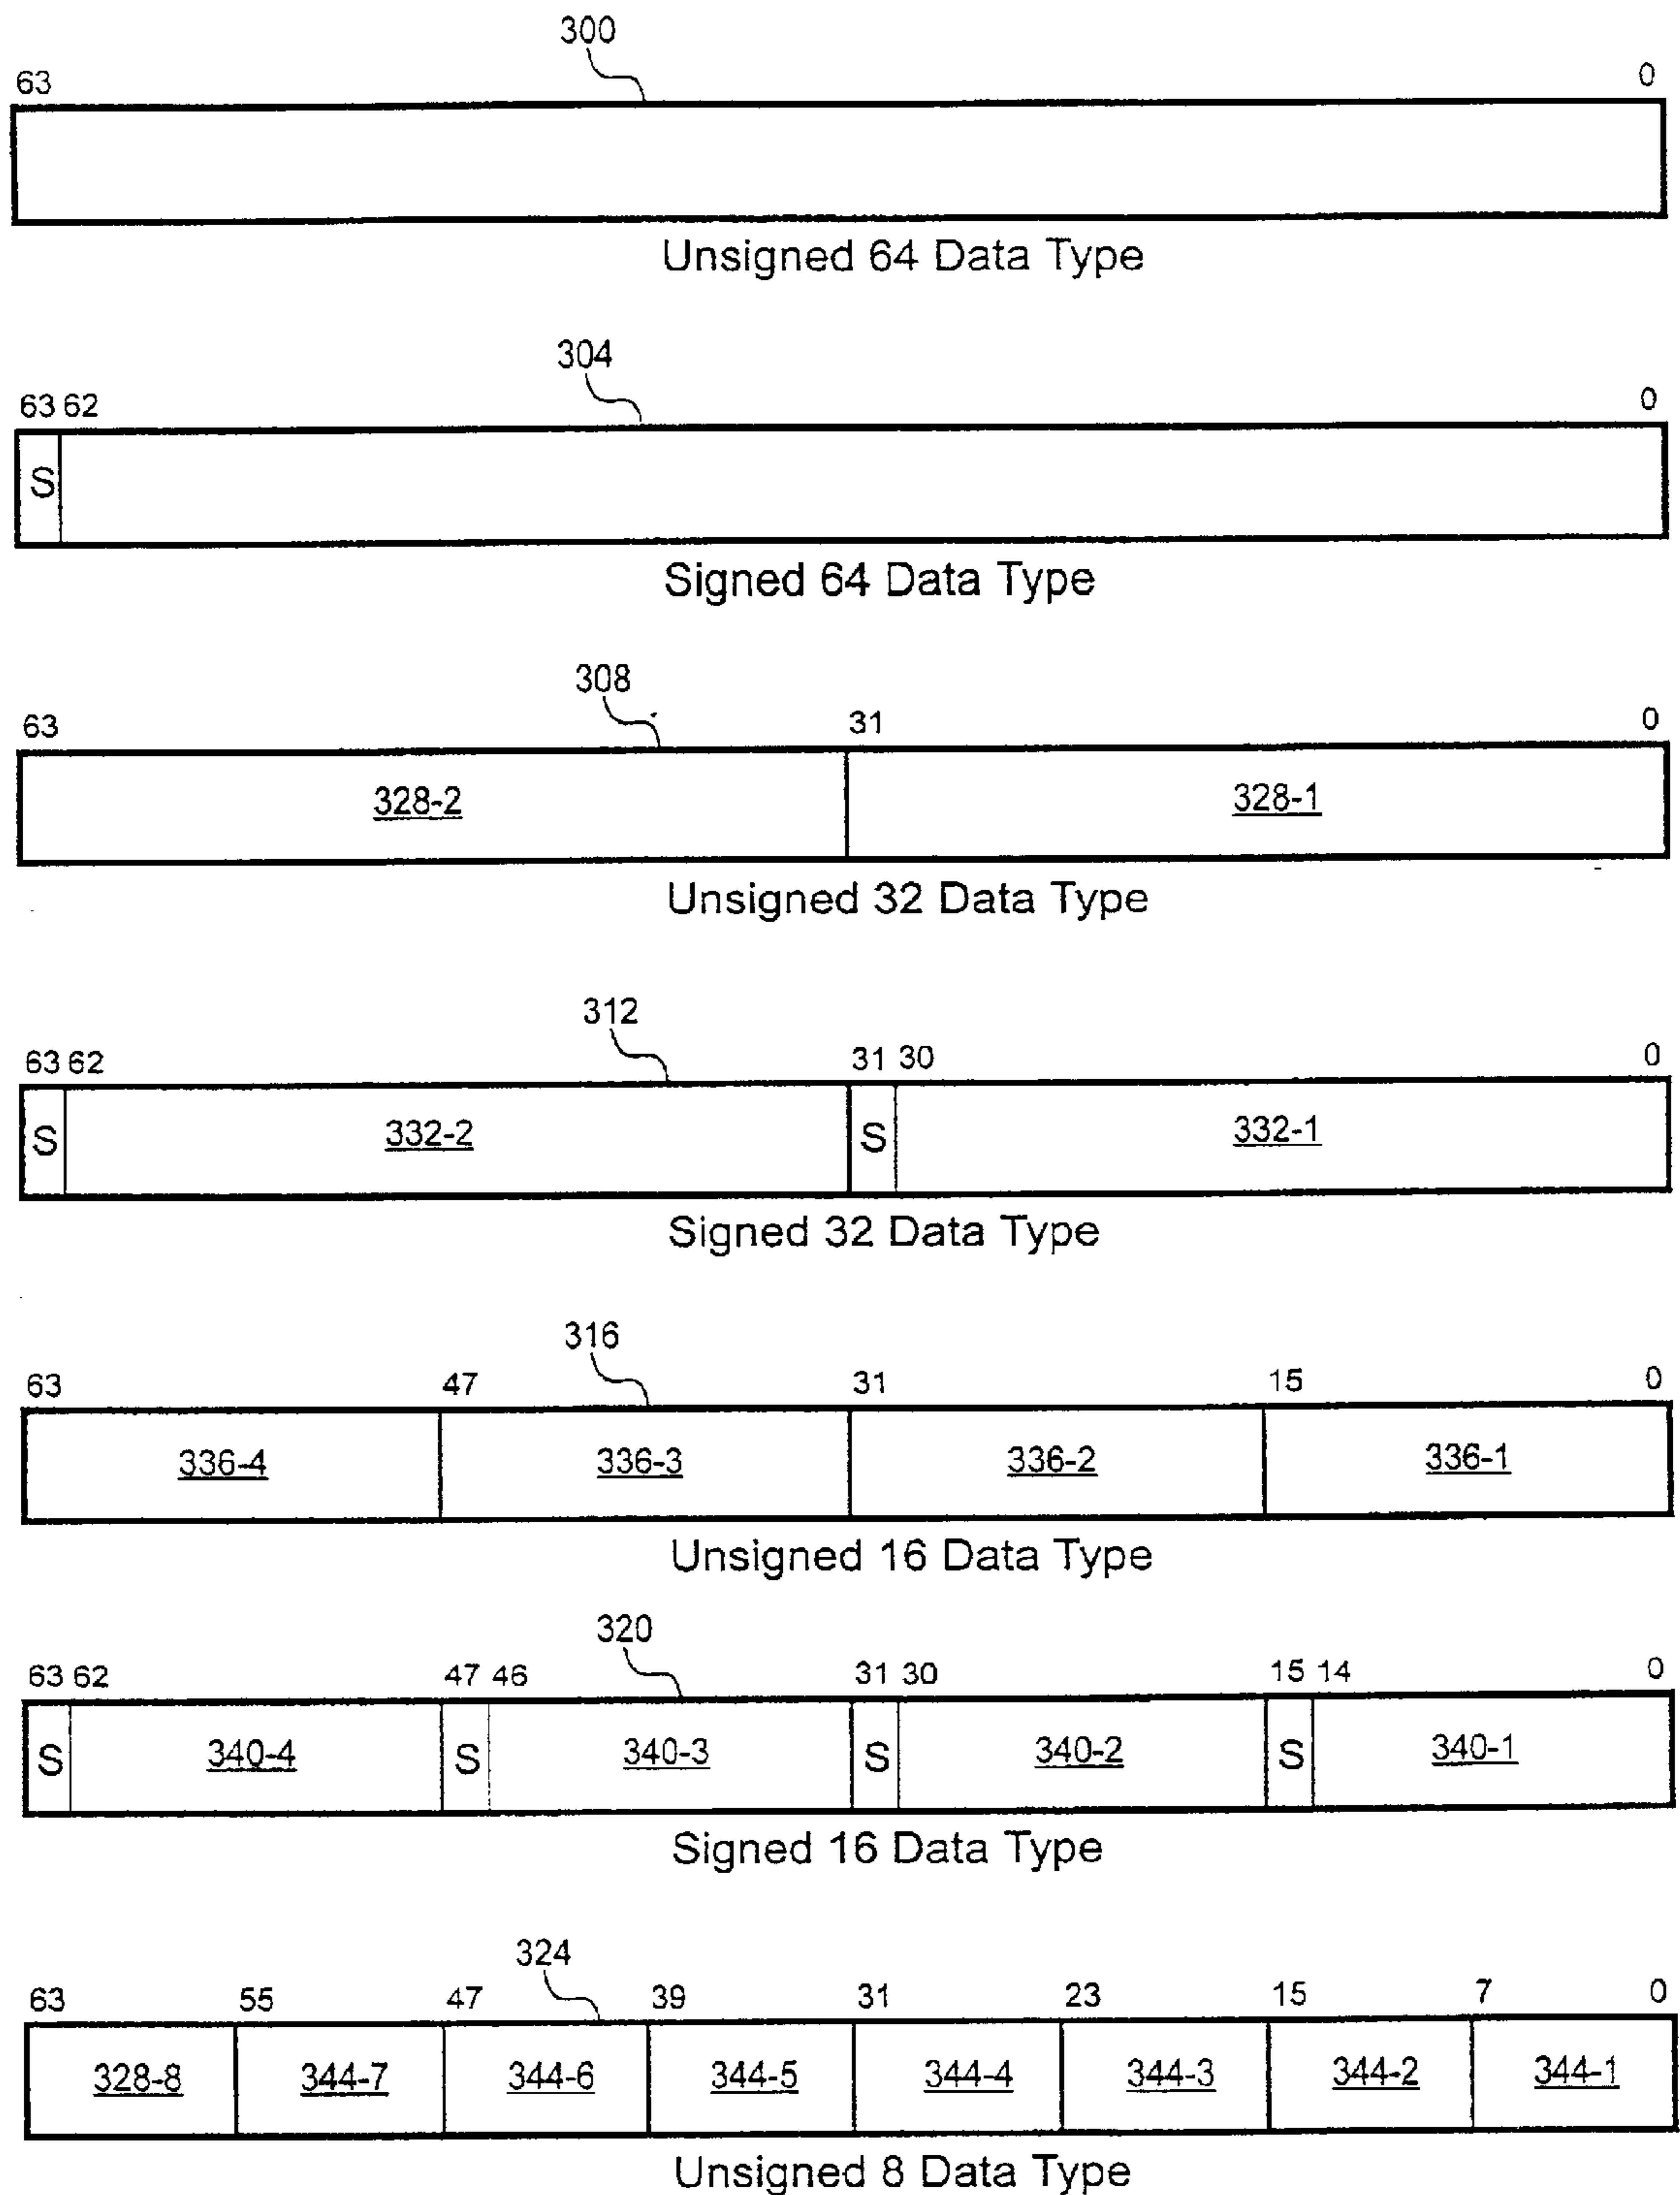 300
63 0
Unsigned 64 Data Type
304
63 62 0
S
Signed 64 Data Type
308
63 31 0
328-2 328-1
Unsigned 32 Data Type
312
63 62 31 30 0
S 332-2 S 332-1
Signed 32 Data Type
316
63 47 31 15 0
336-4 336-3 336-2 336-1
Unsigned 16 Data Type
320
63 62 47 46 31 30 15 14 0
S 340-4 S 340-3 S 340-2 S 340-1
Signed 16 Data Type
324
63 55 47 39 31 23 15 7 0
328-8 344-7 344-6 344-5 344-4 344-3 344-2 344-1
Unsigned 8 Data Type